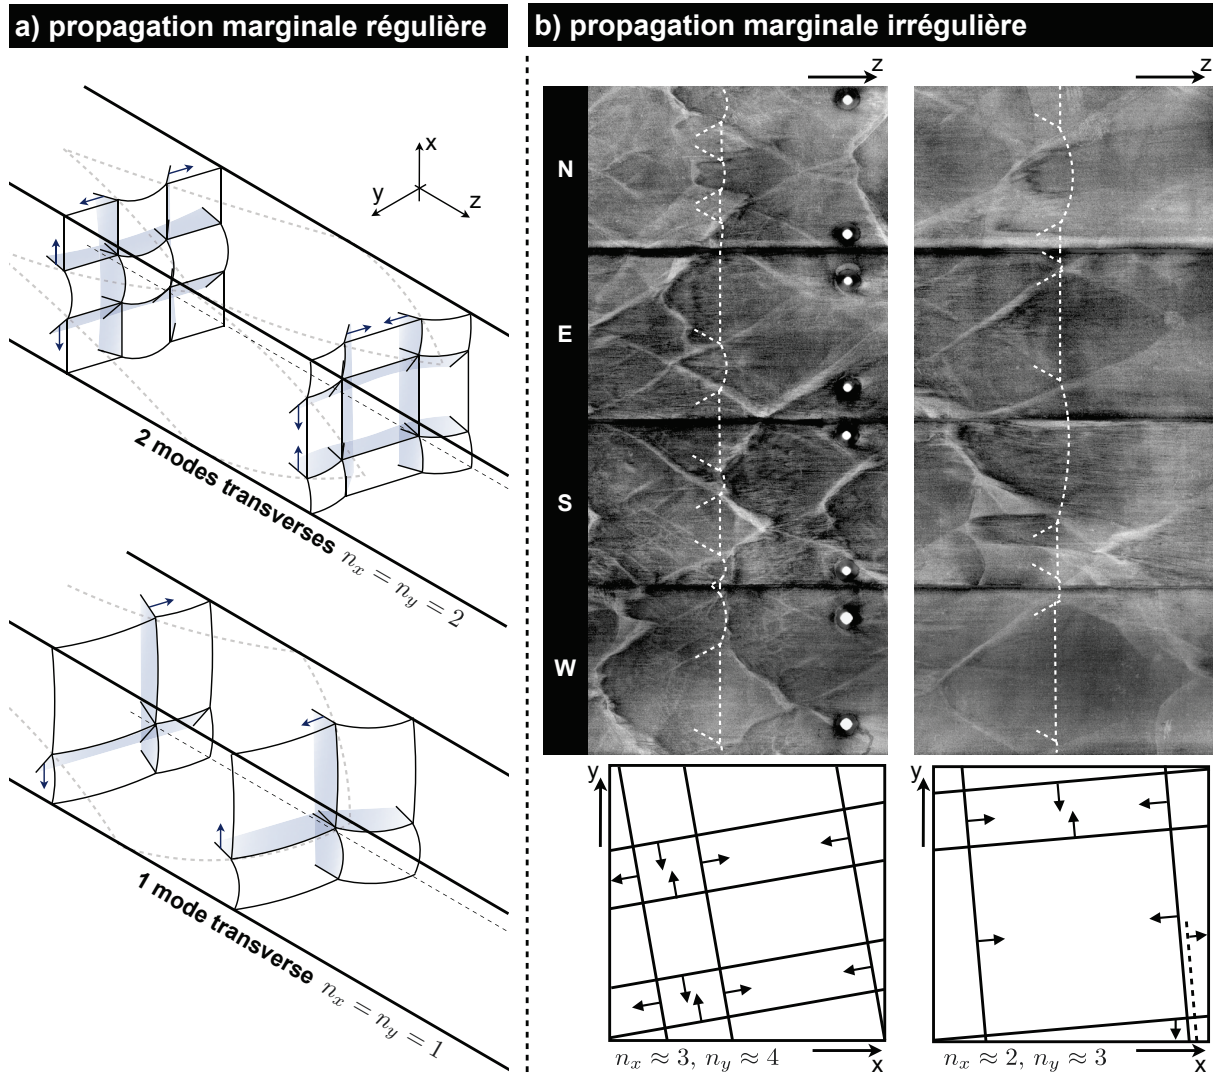 a) propagation marginale régulière
x
y
z
2 modes transverses n_x = n_y = 2
1 mode transverse n_x = n_y = 1
b) propagation marginale irrégulière
z
z
N
E
S
W
y
x
n_x ≈ 3, n_y ≈ 4
y
x
n_x ≈ 2, n_y ≈ 3